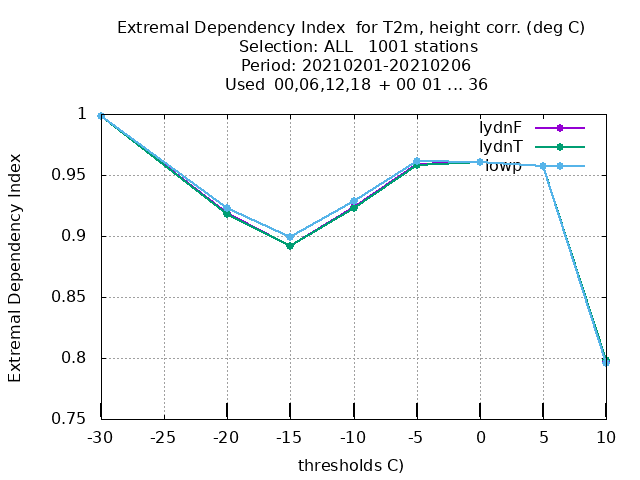 Extremal Dependency Index  for T2m, height corr. (deg C)
Selection: ALL   1001 stations
Period: 20210201-20210206
Used  00,06,12,18 + 00 01 ... 36
Extremal Dependency Index
1
0.95
0.9
0.85
0.8
0.75
lydnF
lydnT
lowp
-30 -25 -20 -15 -10 -5 0 5 10
thresholds C)